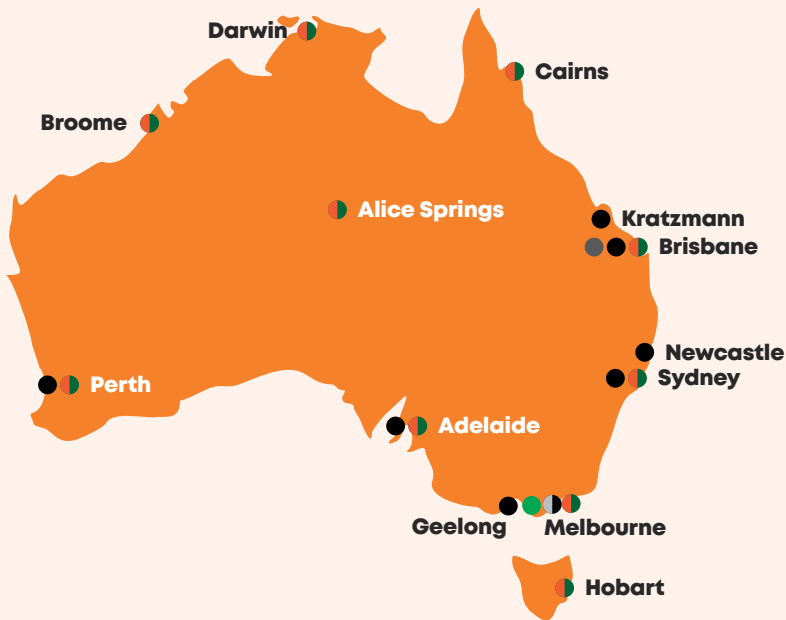 Darwin
Cairns
Broome
Alice Springs
Kratzmann
Brisbane
Newcastle
Sydney
Perth
Adelaide
Geelong
Melbourne
Hobart